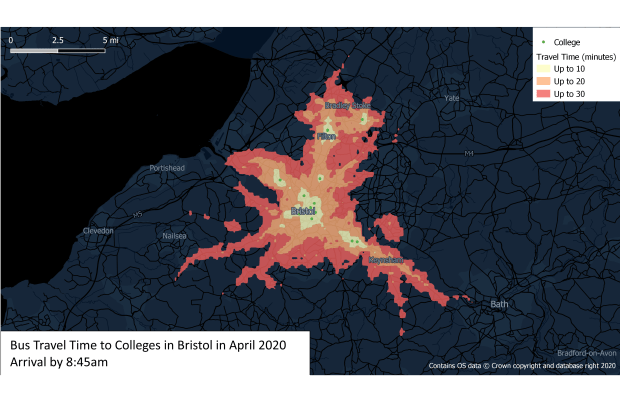 0 2.5 5 mi
College
Travel Time (minutes)
Up to 10
Up to 20
Up to 30
Bradley Stoke
Yate
Filton
M4
Portishead
Bristol
M5
Clevedon
Nailsea
Keynsham
Bath
Bradford-on-Avon
Bus Travel Time to Colleges in Bristol in April 2020
Arrival by 8:45am
Contains OS data © Crown copyright and database right 2020